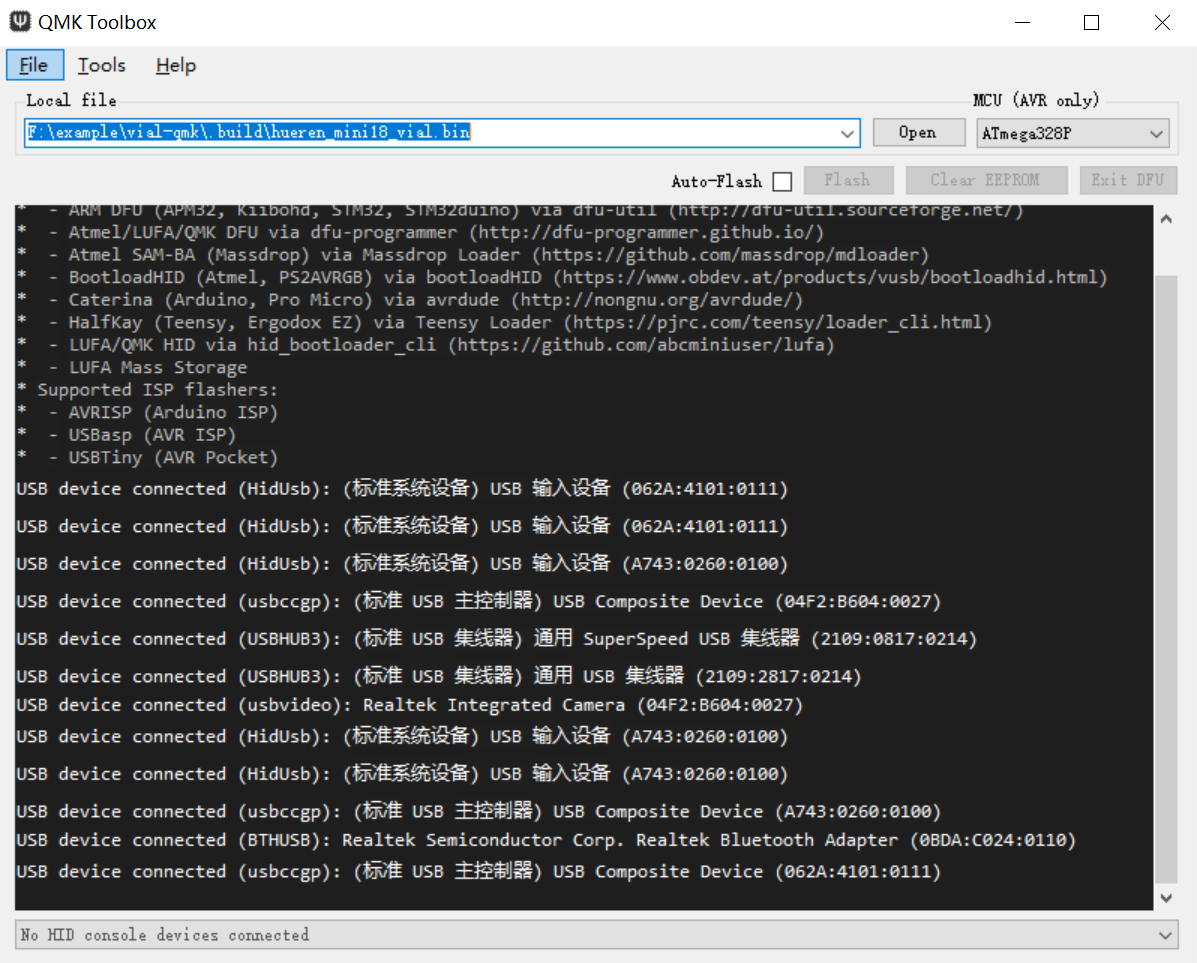 QMK Toolbox
File Tools Help
Local file
MCU (AVR only)
F:\example\vial-qmk\.build\hueren_mini18_vial.bin Open ATmega328P
Auto-Flash Flash Clear EEPROM Exit DFU
* - ARM DFU (APM32, Kiibohd, STM32, STM32duino) via dfu-util (http://dfu-util.sourceforge.net/)
* - Atmel/LUFA/QMK DFU via dfu-programmer (http://dfu-programmer.github.io/)
* - Atmel SAM-BA (Massdrop) via Massdrop Loader (https://github.com/massdrop/mdloader)
* - BootloadHID (Atmel, PS2AVRGB) via bootloadHID (https://www.obdev.at/products/vusb/bootloadhid.html)
* - Caterina (Arduino, Pro Micro) via avrdude (http://nongnu.org/avrdude/)
* - HalfKay (Teensy, Ergodox EZ) via Teensy Loader (https://pjrc.com/teensy/loader_cli.html)
* - LUFA/QMK HID via hid_bootloader_cli (https://github.com/abcminiuser/lufa)
* - LUFA Mass Storage
* Supported ISP flashers:
* - AVRISP (Arduino ISP)
* - USBasp (AVR ISP)
* - USBTiny (AVR Pocket)
USB device connected (HidUsb): (标准系统设备) USB 输入设备 (062A:4101:0111)
USB device connected (HidUsb): (标准系统设备) USB 输入设备 (062A:4101:0111)
USB device connected (HidUsb): (标准系统设备) USB 输入设备 (A743:0260:0100)
USB device connected (usbccgp): (标准 USB 主控制器) USB Composite Device (04F2:B604:0027)
USB device connected (USBHUB3): (标准 USB 集线器) 通用 SuperSpeed USB 集线器 (2109:0817:0214)
USB device connected (USBHUB3): (标准 USB 集线器) 通用 USB 集线器 (2109:2817:0214)
USB device connected (usbvideo): Realtek Integrated Camera (04F2:B604:0027)
USB device connected (HidUsb): (标准系统设备) USB 输入设备 (A743:0260:0100)
USB device connected (HidUsb): (标准系统设备) USB 输入设备 (A743:0260:0100)
USB device connected (usbccgp): (标准 USB 主控制器) USB Composite Device (A743:0260:0100)
USB device connected (BTHUSB): Realtek Semiconductor Corp. Realtek Bluetooth Adapter (0BDA:C024:0110)
USB device connected (usbccgp): (标准 USB 主控制器) USB Composite Device (062A:4101:0111)
No HID console devices connected